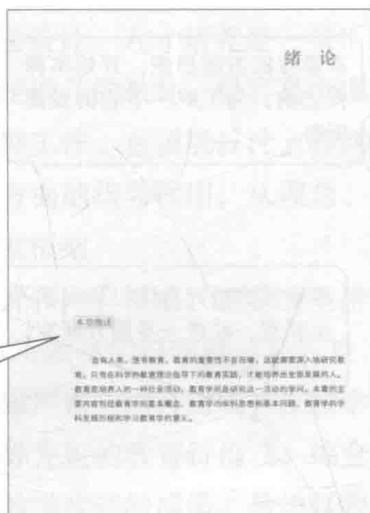 绪 论
本章概述
自有人类，便有教育。教育的重要性不言而喻，这就需要深入地研究教
育。只有在科学的教育理论指导下的教育实践，才能培养出全面发展的人。
教育是培养人的一种社会活动，教育学则是研究这一活动的学问。本章的主
要内容包括教育学的基本概念、教育学的学科思想和基本问题、教育学的学
科发展历程和学习教育学的意义。